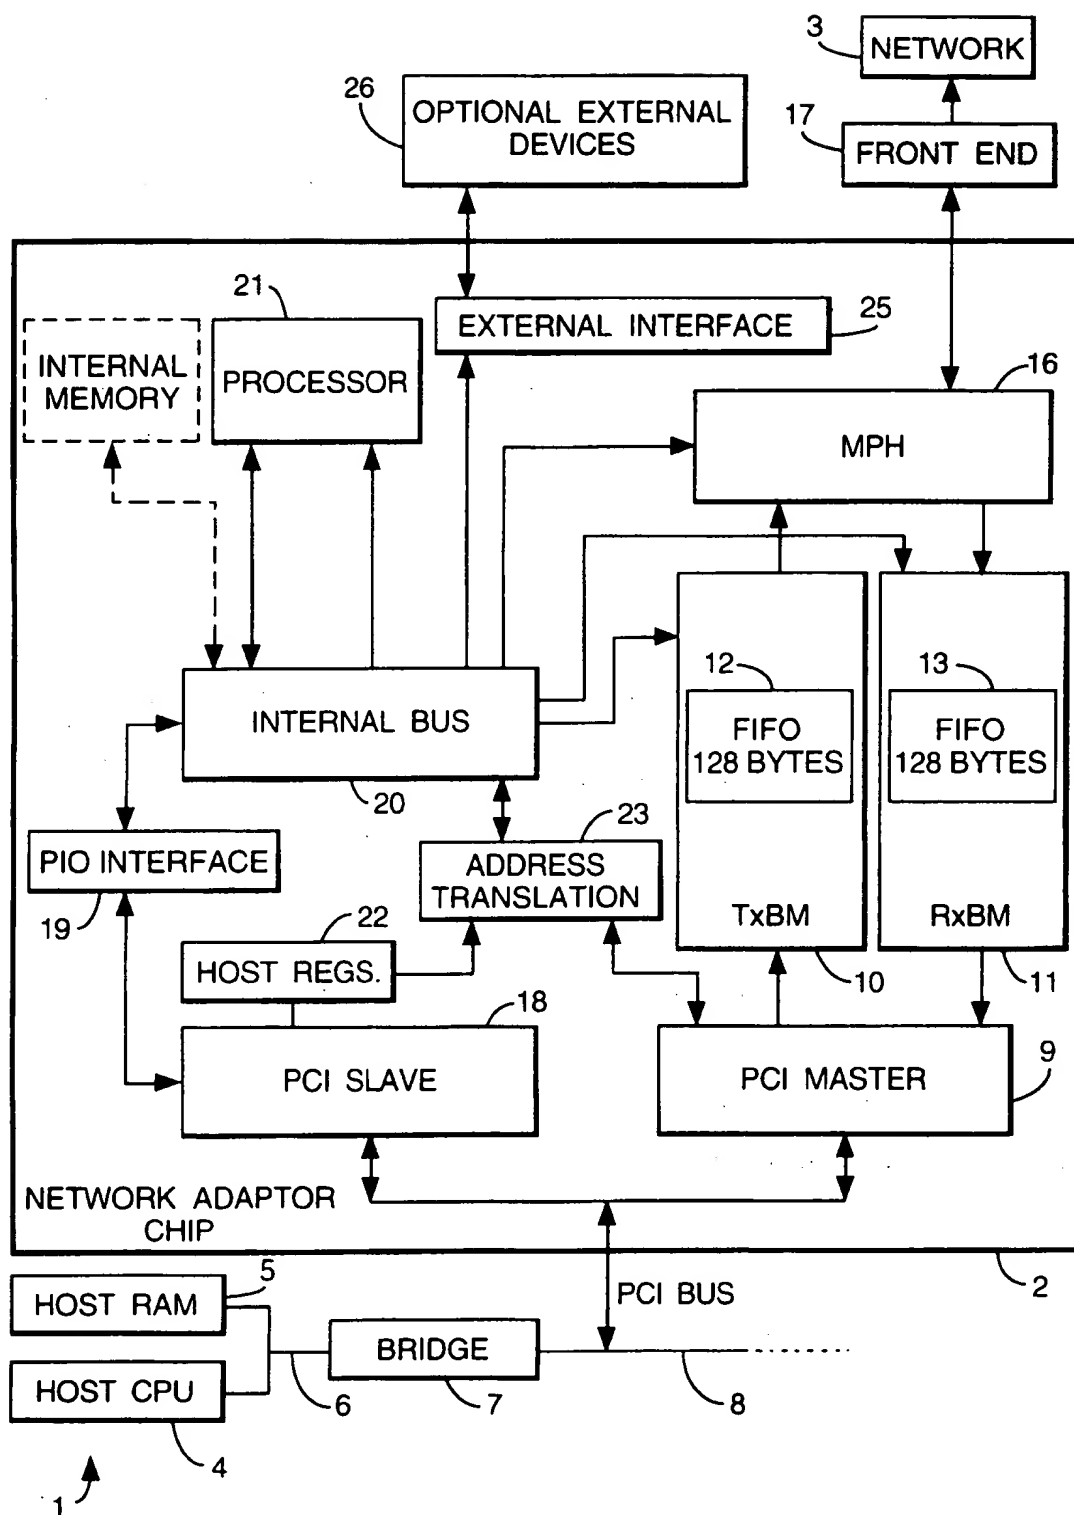 3
NETWORK
26
OPTIONAL EXTERNAL
DEVICES
17
FRONT END
21
EXTERNAL INTERFACE
25
INTERNAL
MEMORY
PROCESSOR
16
MPH
12
FIFO
128 BYTES
13
FIFO
128 BYTES
INTERNAL BUS
20
23
PIO INTERFACE
19
ADDRESS
TRANSLATION
TxBM
10
RxBM
11
22
HOST REGS.
18
PCI SLAVE
PCI MASTER
9
NETWORK ADAPTOR
CHIP
2
5
HOST RAM
PCI BUS
BRIDGE
HOST CPU
6
7
8
4
1